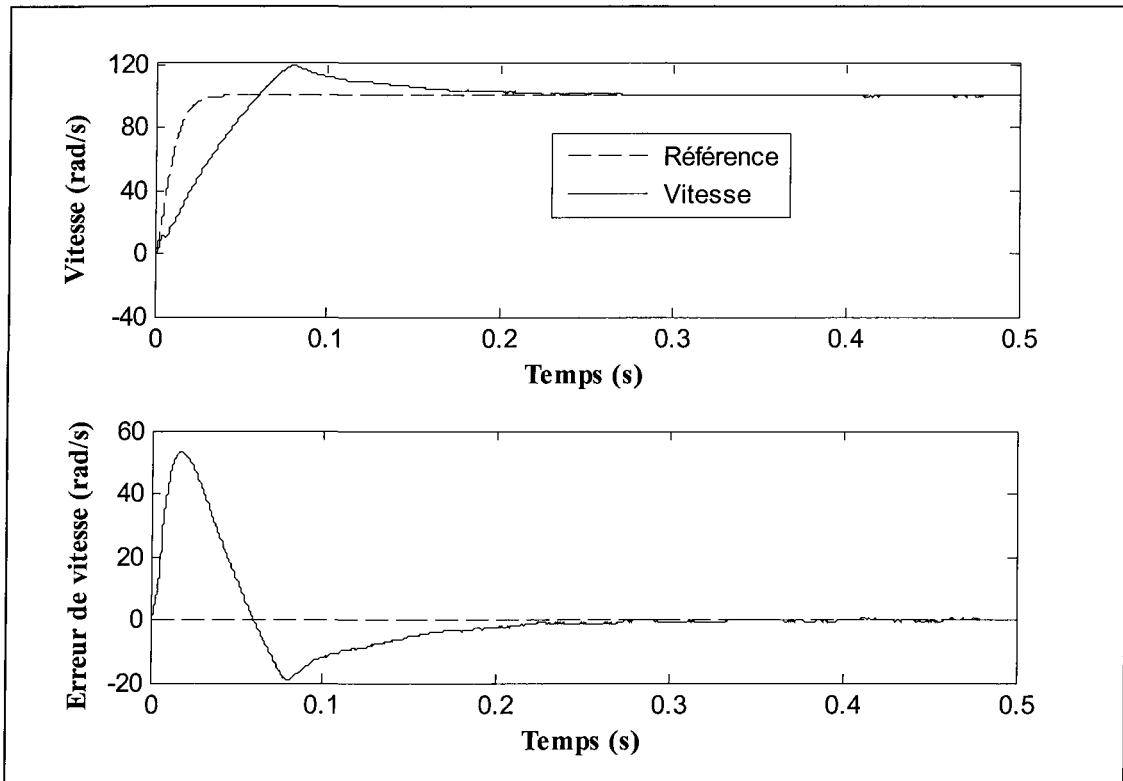 120
80
40
0
-40
Vitesse (rad/s)
Référence
Vitesse
0 0.1 0.2 0.3 0.4 0.5
Temps (s)
60
40
20
0
-20
Erreur de vitesse (rad/s)
0 0.1 0.2 0.3 0.4 0.5
Temps (s)